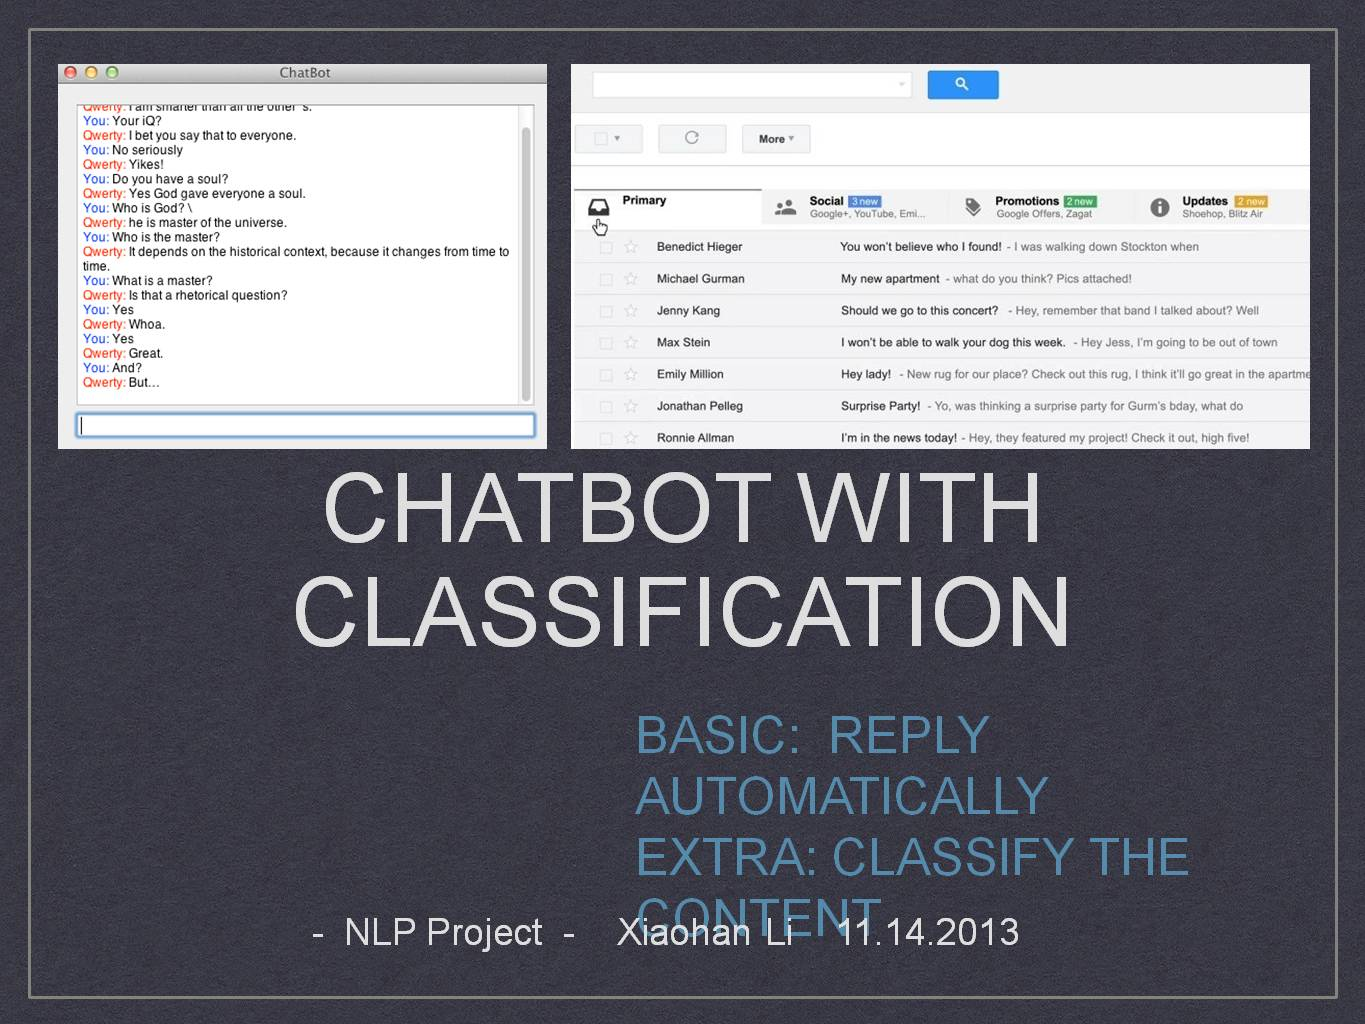 ChatBot
Qwerty: I am smarter than all the other 's.
You: Your iQ?
Qwerty: I bet you say that to everyone.
You: No seriously
Qwerty: Yikes!
You: Do you have a soul?
Qwerty: Yes God gave everyone a soul.
You: Who is God? \
Qwerty: he is master of the universe.
You: Who is the master?
Qwerty: It depends on the historical context, because it changes from time to
time.
You: What is a master?
Qwerty: Is that a rhetorical question?
You: Yes
Qwerty: Whoa.
You: Yes
Qwerty: Great.
You: And?
Qwerty: But...
More
Primary
Social 3 new
Google+, YouTube, Emi...
Promotions 2 new
Google Offers, Zagat
Updates 2 new
Shoehop, Blitz Air
Benedict Hieger You won't believe who I found! - I was walking down Stockton when
Michael Gurman My new apartment - what do you think? Pics attached!
Jenny Kang Should we go to this concert? - Hey, remember that band I talked about? Well
Max Stein I won't be able to walk your dog this week. - Hey Jess, I'm going to be out of town
Emily Million Hey lady! - New rug for our place? Check out this rug, I think it'll go great in the apartme
Jonathan Pelleg Surprise Party! - Yo, was thinking a surprise party for Gurm's bday, what do
Ronnie Allman I'm in the news today! - Hey, they featured my project! Check it out, high five!
CHATBOT WITH
CLASSIFICATION
BASIC: REPLY
AUTOMATICALLY
EXTRA: CLASSIFY THE
CONTENT
- NLP Project - Xiaohan Li 11.14.2013